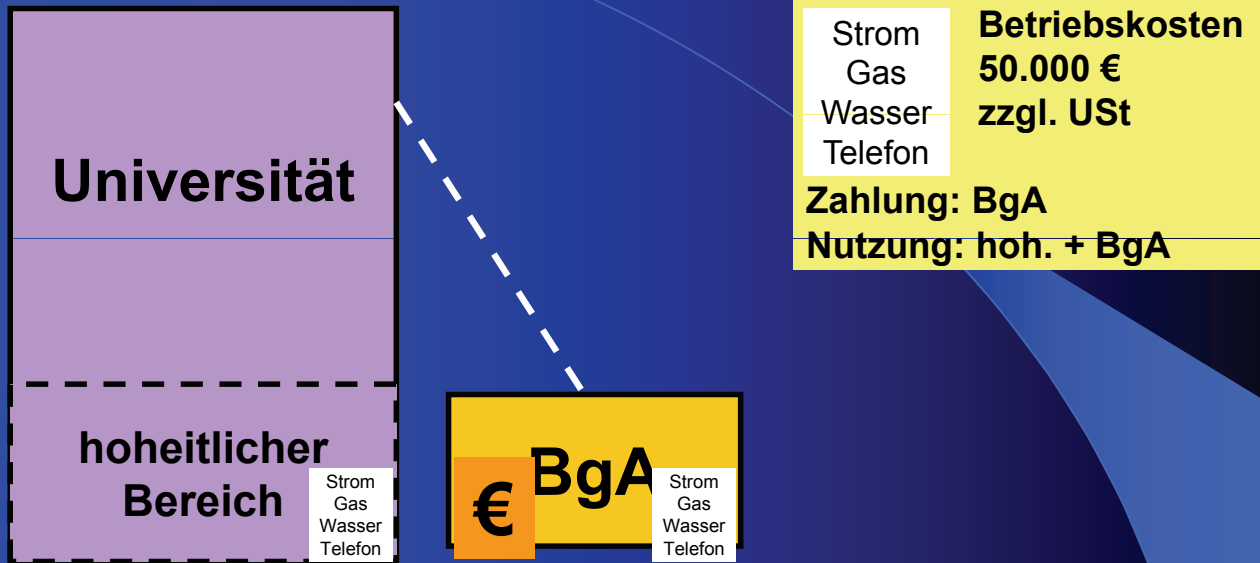 Universität
hoheitlicher
Bereich
Strom
Gas
Wasser
Telefon
€
BgA
Strom
Gas
Wasser
Telefon
Strom
Gas
Wasser
Telefon
Betriebskosten
50.000 €
zzgl. USt
Zahlung: BgA
Nutzung: hoh. + BgA